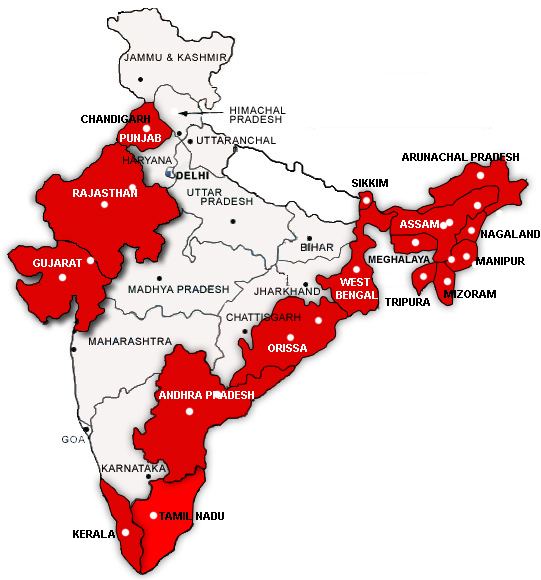 JAMMU & KASHMIR
CHANDIGARH
HIMACHAL
PRADESH
PUNJAB
UTTARANCHAL
HARYANA
DELHI
ARUNACHAL PRADESH
SIKKIM
RAJASTHAN
UTTAR
PRADESH
ASSAM
NAGALAND
BIHAR
MEGHALAYA
MANIPUR
GUJARAT
WEST
BENGAL
MADHYA PRADESH
JHARKHAND
TRIPURA
MIZORAM
CHATTISGARH
MAHARASHTRA
ORISSA
ANDHRA PRADESH
GOA
KARNATAKA
TAMIL NADU
KERALA